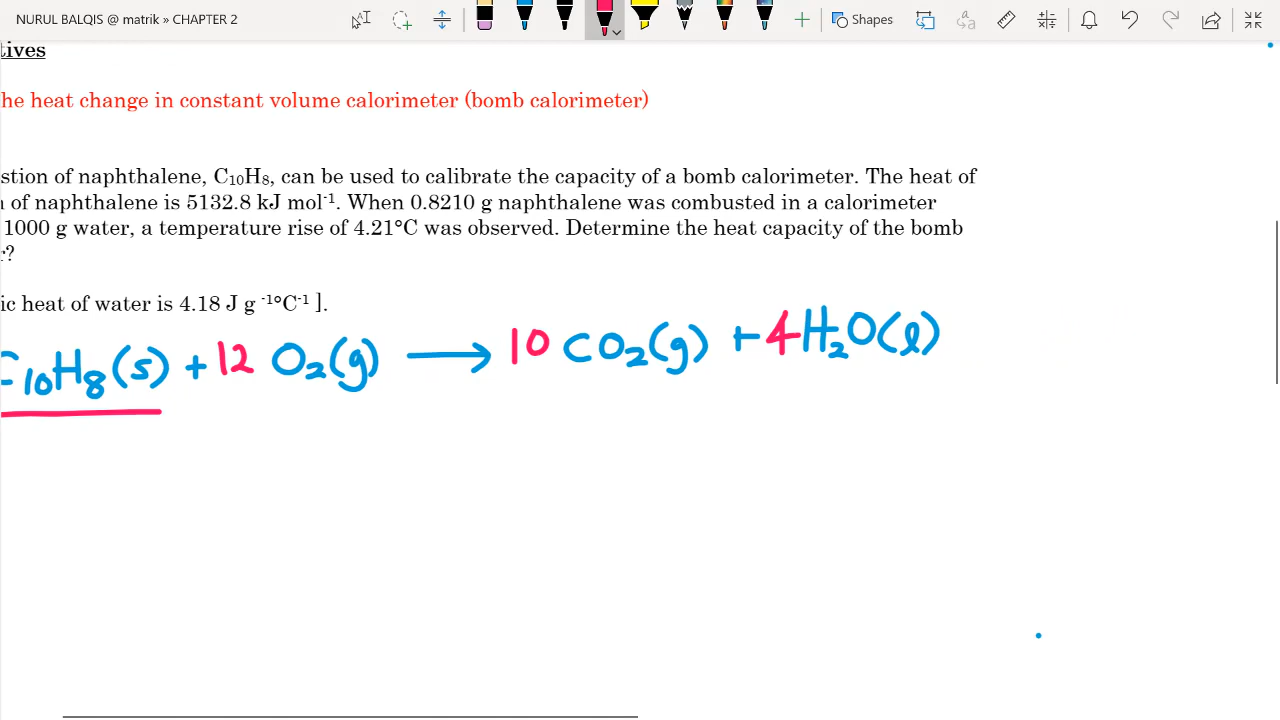 NURUL BALQIS @ matrik » CHAPTER 2
Shapes
tives
he heat change in constant volume calorimeter (bomb calorimeter)
stion of naphthalene, C₁₀H₈, can be used to calibrate the capacity of a bomb calorimeter. The heat of
n of naphthalene is 5132.8 kJ mol⁻¹. When 0.8210 g naphthalene was combusted in a calorimeter
1000 g water, a temperature rise of 4.21°C was observed. Determine the heat capacity of the bomb
r?
ic heat of water is 4.18 J g ⁻¹°C⁻¹ ].
C₁₀H₈(s) + 12 O₂(g) ⟶ 10 CO₂(g) + 4H₂O(l)